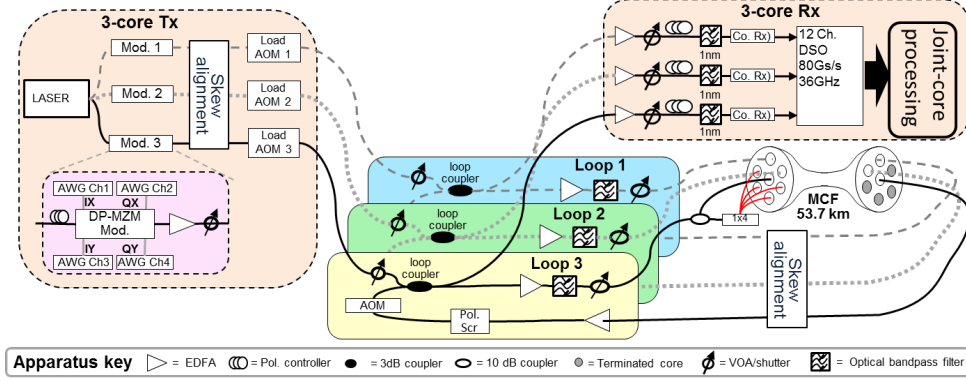 3-core Tx
LASER
Mod. 1
Mod. 2
Mod. 3
Skew
alignment
Load
AOM 1
Load
AOM 2
Load
AOM 3
AWG Ch1
AWG Ch2
IX
QX
DP-MZM
Mod.
IY
QY
AWG Ch3
AWG Ch4
3-core Rx
1nm
Co. Rx)
1nm
Co. Rx)
1nm
Co. Rx)
12 Ch.
DSO
80Gs/s
36GHz
Joint-core
processing
loop
coupler
Loop 1
loop
coupler
Loop 2
loop
coupler
Loop 3
AOM
Pol.
Scr
1x4
MCF
53.7 km
Skew
alignment
Apparatus key
= EDFA
= Pol. controller
= 3dB coupler
= 10 dB coupler
= Terminated core
= VOA/shutter
= Optical bandpass filter